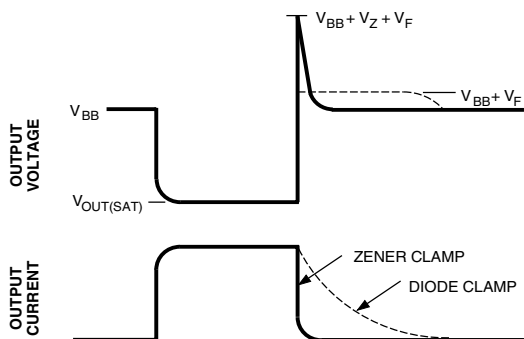 V_BB + V_Z + V_F
V_BB + V_F
V_BB
OUTPUT
VOLTAGE
V_OUT(SAT)
ZENER CLAMP
DIODE CLAMP
OUTPUT
CURRENT